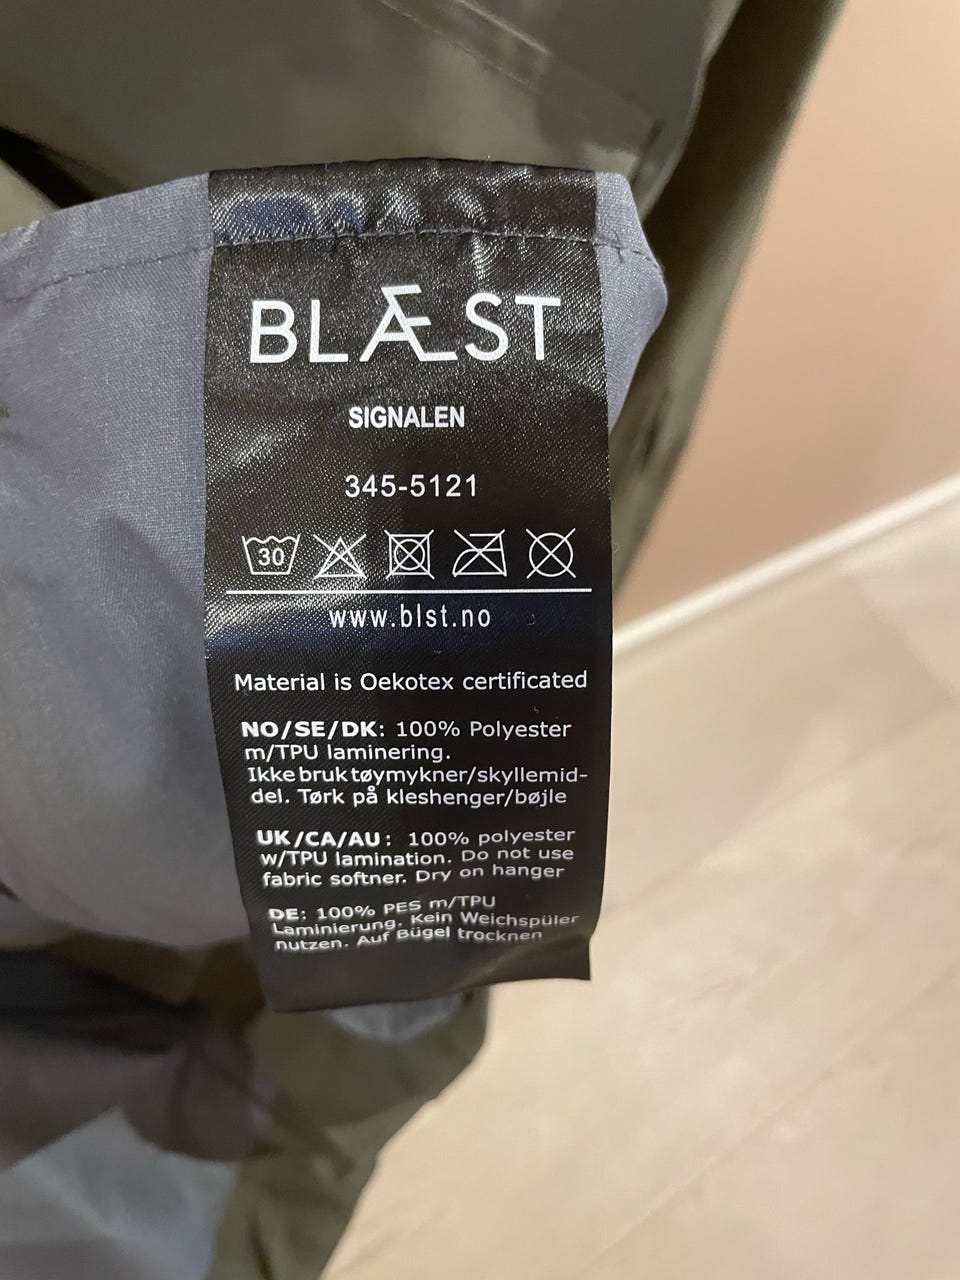 BLÆST
SIGNALEN
345-5121
30
www.blst.no
Material is Oekotex certificated
NO/SE/DK: 100% Polyester
m/TPU laminering.
Ikke bruk tøymykner/skyllemid-
del. Tørk på kleshenger/bøjle
UK/CA/AU: 100% polyester
w/TPU lamination. Do not use
fabric softner. Dry on hanger
DE: 100% PES m/TPU
Laminierung. Kein Weichspüler
nutzen. Auf Bügel trocknen